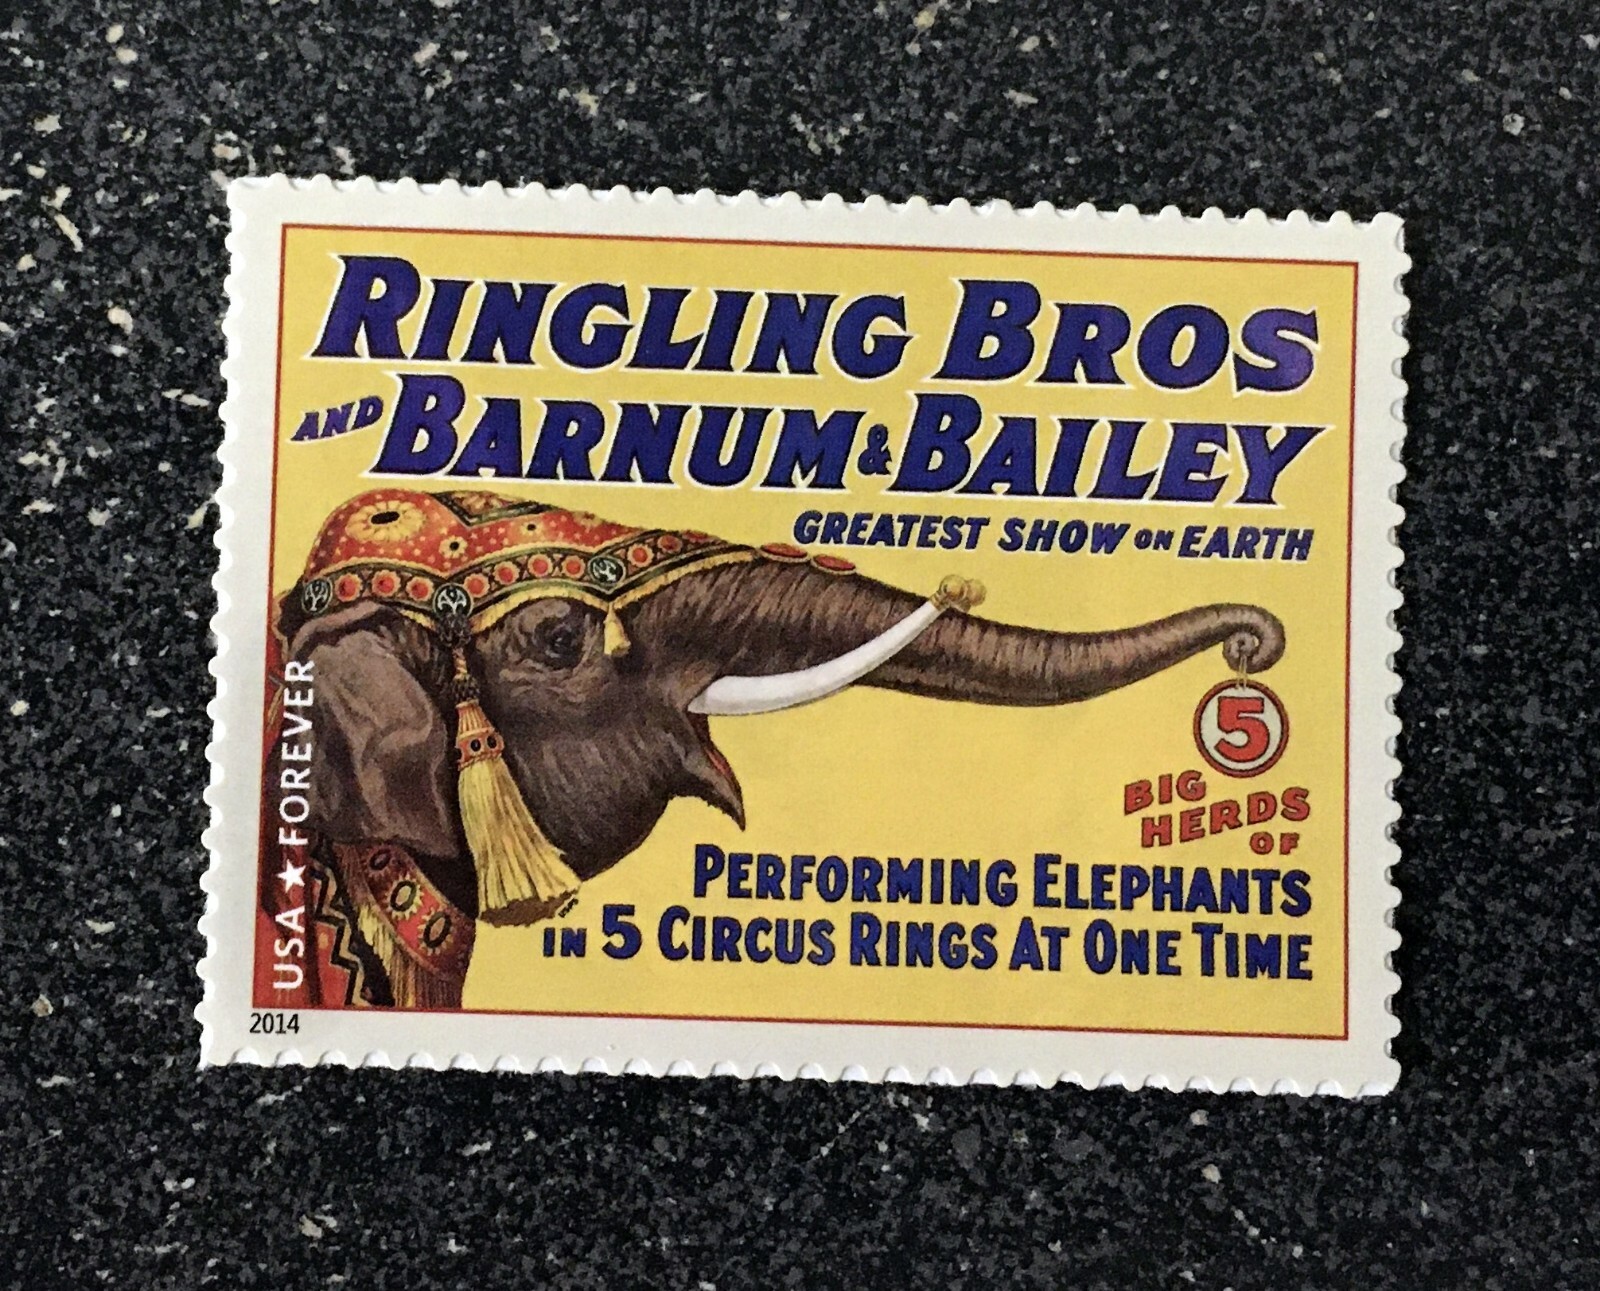 RINGLING BROS
AND BARNUM & BAILEY
GREATEST SHOW ON EARTH
5
BIG
HERDS
OF
PERFORMING ELEPHANTS
IN 5 CIRCUS RINGS AT ONE TIME
USA ★ FOREVER
2014